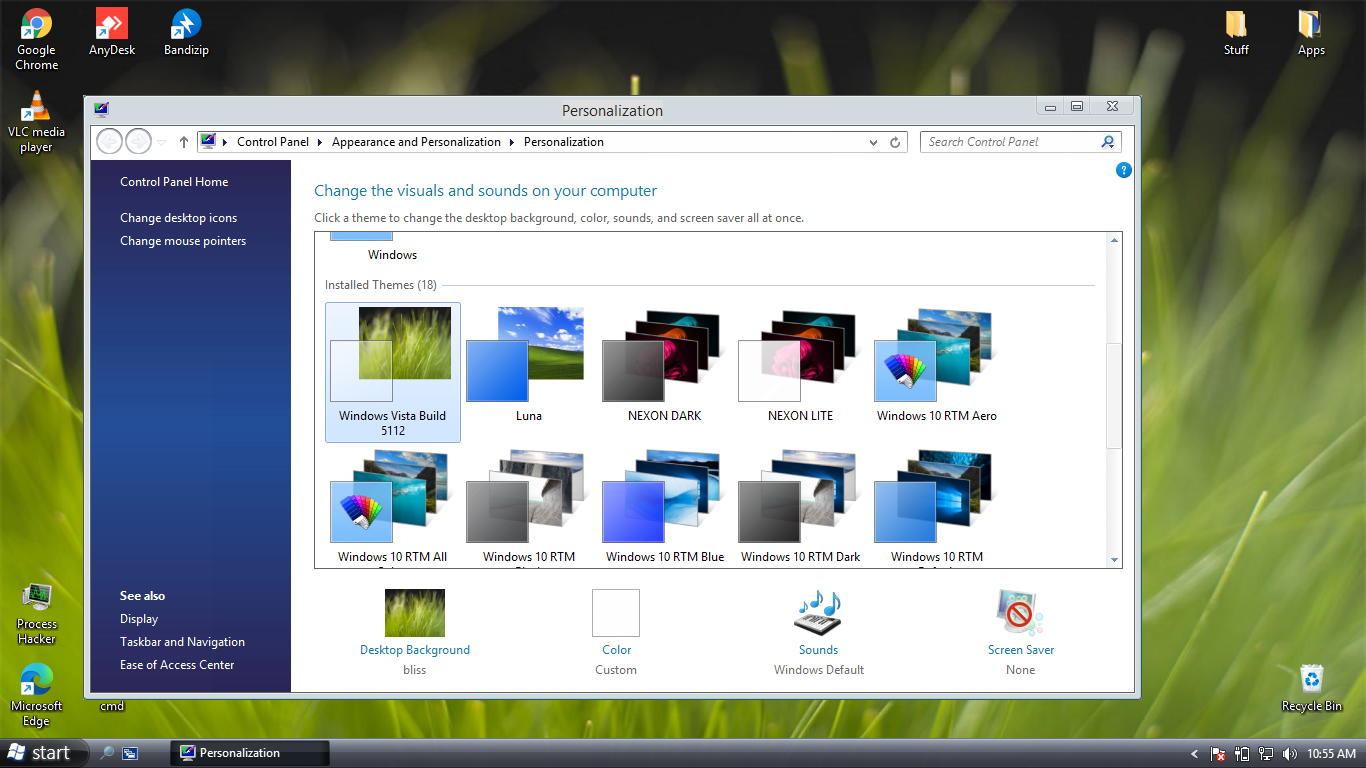 Google
Chrome
AnyDesk
Bandizip
Stuff
Apps
VLC media
player
Personalization
Control Panel
Appearance and Personalization
Personalization
Search Control Panel
Control Panel Home
Change desktop icons
Change mouse pointers
Change the visuals and sounds on your computer
Click a theme to change the desktop background, color, sounds, and screen saver all at once.
Windows
Installed Themes (18)
Windows Vista Build
5112
Luna
NEXON DARK
NEXON LITE
Windows 10 RTM Aero
Windows 10 RTM All
Windows 10 RTM
Windows 10 RTM Blue
Windows 10 RTM Dark
Windows 10 RTM
See also
Display
Taskbar and Navigation
Ease of Access Center
Desktop Background
bliss
Color
Custom
Sounds
Windows Default
Screen Saver
None
Process
Hacker
Microsoft
Edge
cmd
Recycle Bin
start
Personalization
10:55 AM